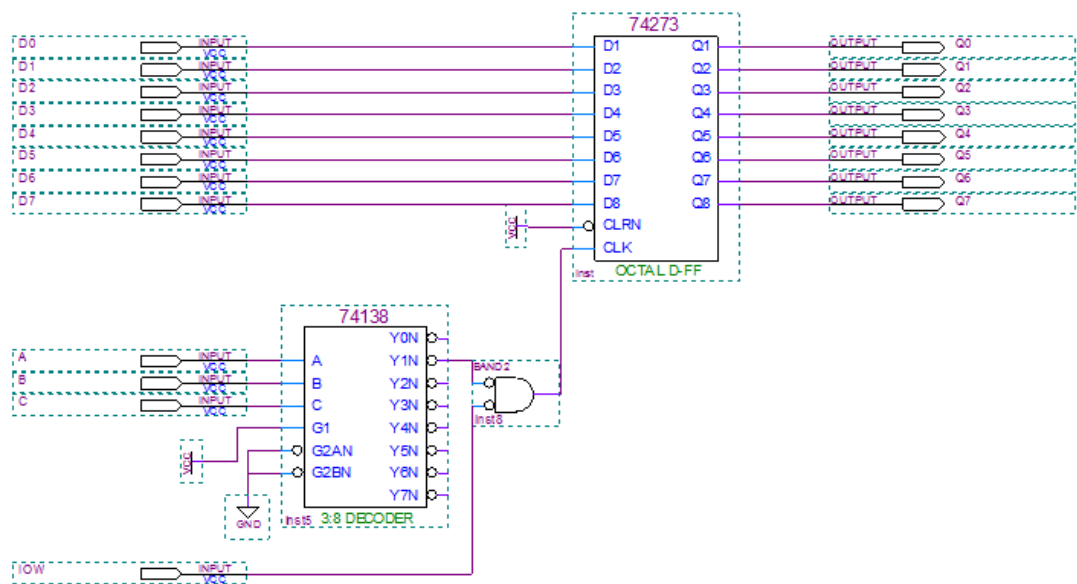 74273
D0 INPUT VCC D1 Q1 OUTPUT Q0
D1 INPUT VCC D2 Q2 OUTPUT Q1
D2 INPUT VCC D3 Q3 OUTPUT Q2
D3 INPUT VCC D4 Q4 OUTPUT Q3
D4 INPUT VCC D5 Q5 OUTPUT Q4
D5 INPUT VCC D6 Q6 OUTPUT Q5
D6 INPUT VCC D7 Q7 OUTPUT Q6
D7 INPUT VCC D8 Q8 OUTPUT Q7
VCC CLRN
CLK
inst OCTAL D-FF
74138
Y0N
A INPUT VCC A Y1N BAND2
B INPUT VCC B Y2N
C INPUT VCC C Y3N
G1 Y4N inst8
VCC G2AN Y5N
G2BN Y6N
Y7N
GND inst5 3:8 DECODER
IOW INPUT VCC